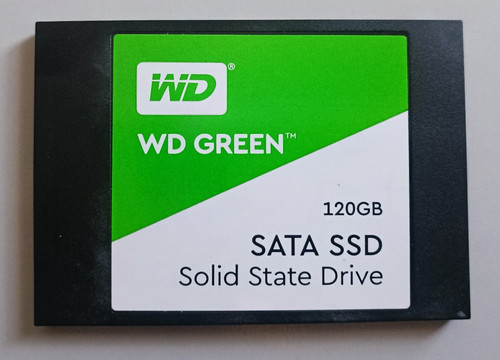 WD®
WD GREEN™
120GB
SATA SSD
Solid State Drive